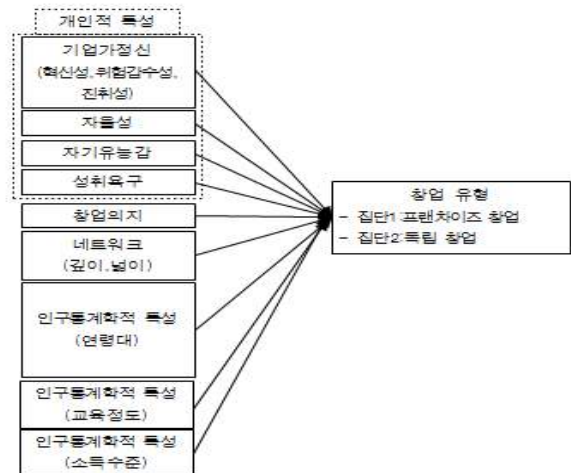 개인적 특성
기업가정신
(혁신성,위험감수성,
진취성)
자율성
자기유능감
성취욕구
창업의지
네트워크
(깊이,넓이)
인구통계학적 특성
(연령대)
인구통계학적 특성
(교육정도)
인구통계학적 특성
(소득수준)
창업 유형
- 집단1:프랜차이즈 창업
- 집단2:독립 창업